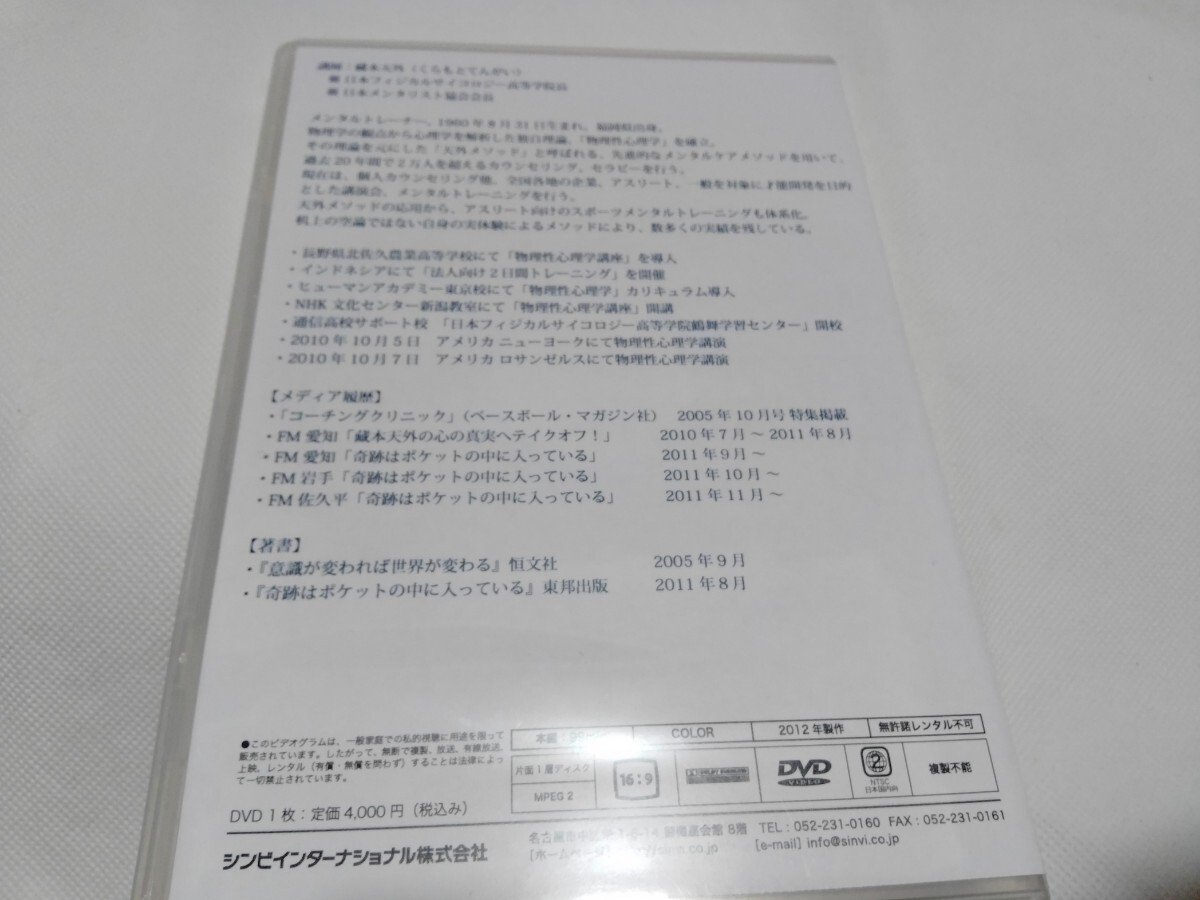 講師：蔵本天外（くらもとてんがい）
㈱日本フィジカルサイコロジー高等学院長
㈱日本メンタリスト協会会長
メンタルトレーナー、1960年8月31日生まれ、福岡県出身。
物理学の観点から心理学を解析した独自理論、「物理性心理学」を確立。
その理論を元にした「天外メソッド」と呼ばれる、先進的なメンタルケアメソッドを用いて、
過去20年間で2万人を超えるカウンセリング、セラピーを行う。
現在は、個人カウンセリング他、全国各地の企業、アスリート、一般を対象に才能開発を目的
とした講演会、メンタルトレーニングを行う。
天外メソッドの応用から、アスリート向けのスポーツメンタルトレーニングも体系化。
机上の空論ではない自身の実体験によるメソッドにより、数多くの実績を残している。
・長野県北佐久農業高等学校にて「物理性心理学講座」を導入
・インドネシアにて「法人向け2日間トレーニング」を開催
・ヒューマンアカデミー東京校にて「物理性心理学」カリキュラム導入
・NHK文化センター新潟教室にて「物理性心理学講座」開講
・通信高校サポート校 「日本フィジカルサイコロジー高等学院鶴舞学習センター」開校
・2010年10月5日 アメリカ ニューヨークにて物理性心理学講演
・2010年10月7日 アメリカ ロサンゼルスにて物理性心理学講演
【メディア履歴】
・「コーチングクリニック」（ベースボール・マガジン社） 2005年10月号 特集掲載
・FM愛知「蔵本天外の心の真実へテイクオフ！」 2010年7月～2011年8月
・FM愛知「奇跡はポケットの中に入っている」 2011年9月～
・FM岩手「奇跡はポケットの中に入っている」 2011年10月～
・FM佐久平「奇跡はポケットの中に入っている」 2011年11月～
【著書】
・『意識が変われば世界が変わる』恒文社 2005年9月
・『奇跡はポケットの中に入っている』東邦出版 2011年8月
●このビデオグラムは、一般家庭での私的視聴に用途を限って
販売されています。したがって、無断で複製、放送、有線放送、
上映、レンタル（有償・無償を問わず）することは法律によっ
て一切禁止されています。
DVD 1枚：定価4,000円（税込み）
本編
COLOR
2012年製作
無許諾レンタル不可
片面1層ディスク
MPEG 2
16:9
DVD
VIDEO
2
NTSC
日本国内向
複製不能
シンビインターナショナル株式会社
名古屋市中 8階 TEL：052-231-0160 FAX：052-231-0161
[ホームページ] sinvi.co.jp [e-mail] info@sinvi.co.jp